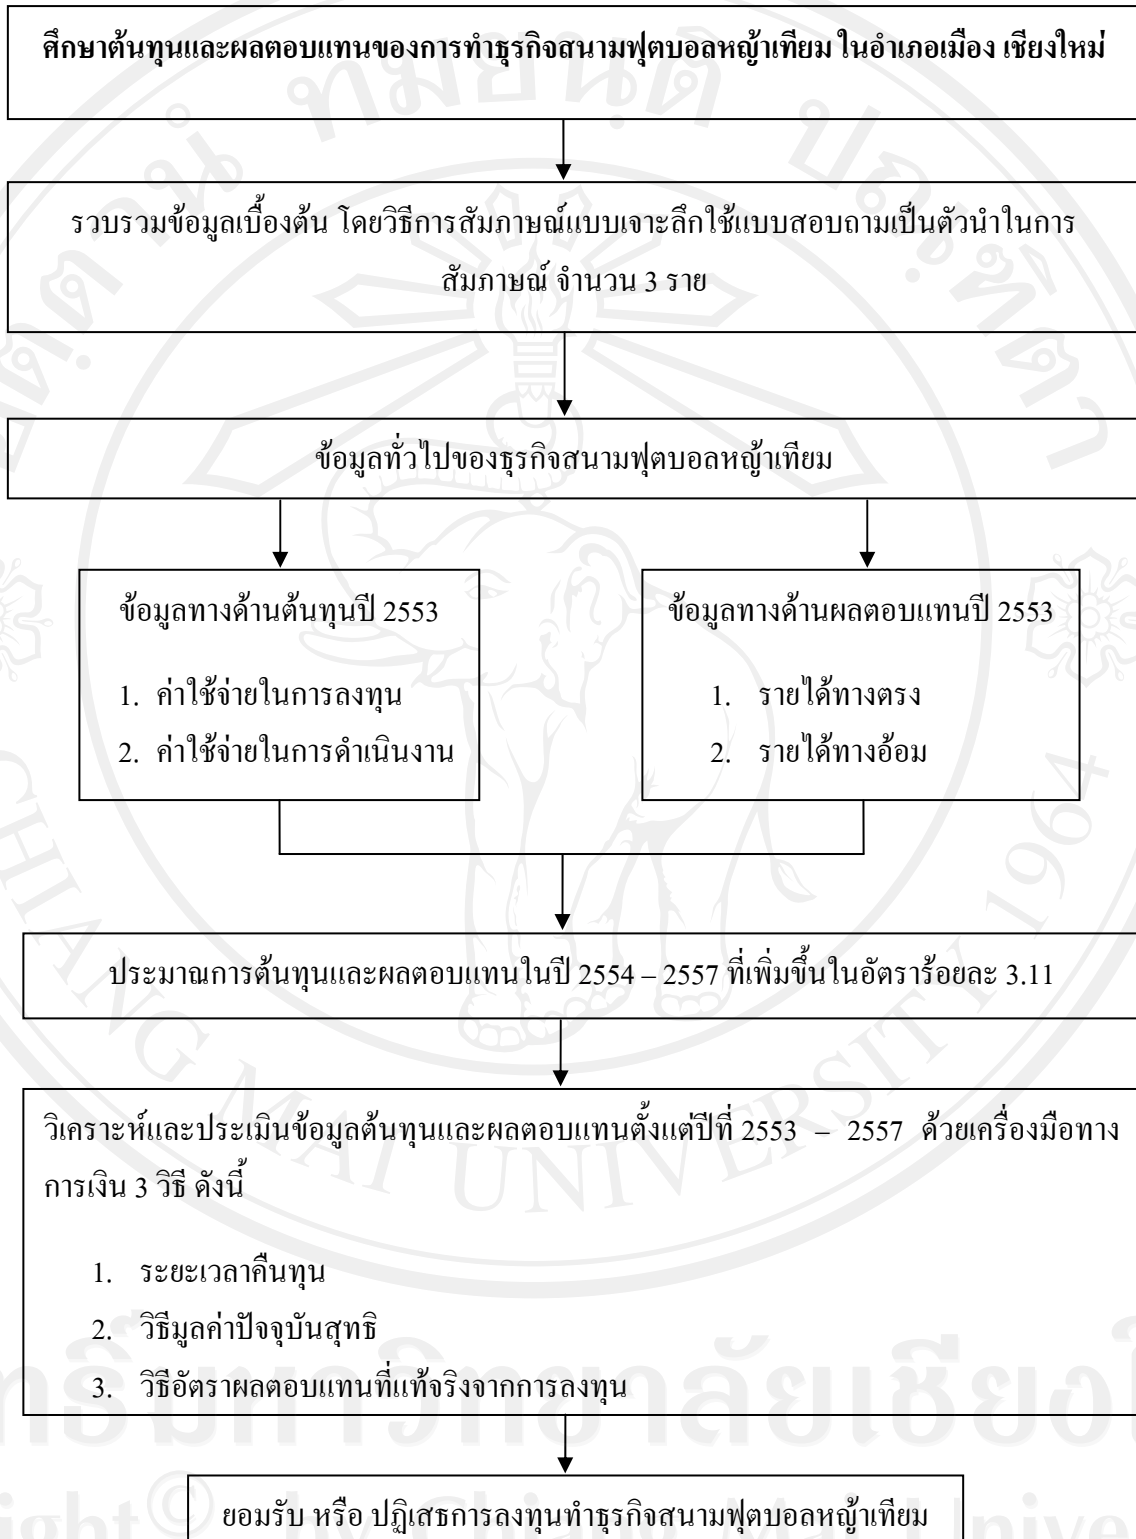 ศึกษาต้นทุนและผลตอบแทนของการทำธุรกิจสนามฟุตบอลหญ้าเทียม ในอำเภอเมือง เชียงใหม่
รวบรวมข้อมูลเบื้องต้น โดยวิธีการสัมภาษณ์แบบเจาะลึกใช้แบบสอบถามเป็นตัวนำในการ
สัมภาษณ์ จำนวน 3 ราย
ข้อมูลทั่วไปของธุรกิจสนามฟุตบอลหญ้าเทียม
ข้อมูลทางด้านต้นทุนปี 2553
1. ค่าใช้จ่ายในการลงทุน
2. ค่าใช้จ่ายในการดำเนินงาน
ข้อมูลทางด้านผลตอบแทนปี 2553
1. รายได้ทางตรง
2. รายได้ทางอ้อม
ประมาณการต้นทุนและผลตอบแทนในปี 2554 – 2557 ที่เพิ่มขึ้นในอัตราร้อยละ 3.11
วิเคราะห์และประเมินข้อมูลต้นทุนและผลตอบแทนตั้งแต่ปีที่ 2553 – 2557 ด้วยเครื่องมือทาง
การเงิน 3 วิธี ดังนี้
1. ระยะเวลาคืนทุน
2. วิธีมูลค่าปัจจุบันสุทธิ
3. วิธีอัตราผลตอบแทนที่แท้จริงจากการลงทุน
ยอมรับ หรือ ปฏิเสธการลงทุนทำธุรกิจสนามฟุตบอลหญ้าเทียม
CHIANG MAI UNIVERSITY 1964